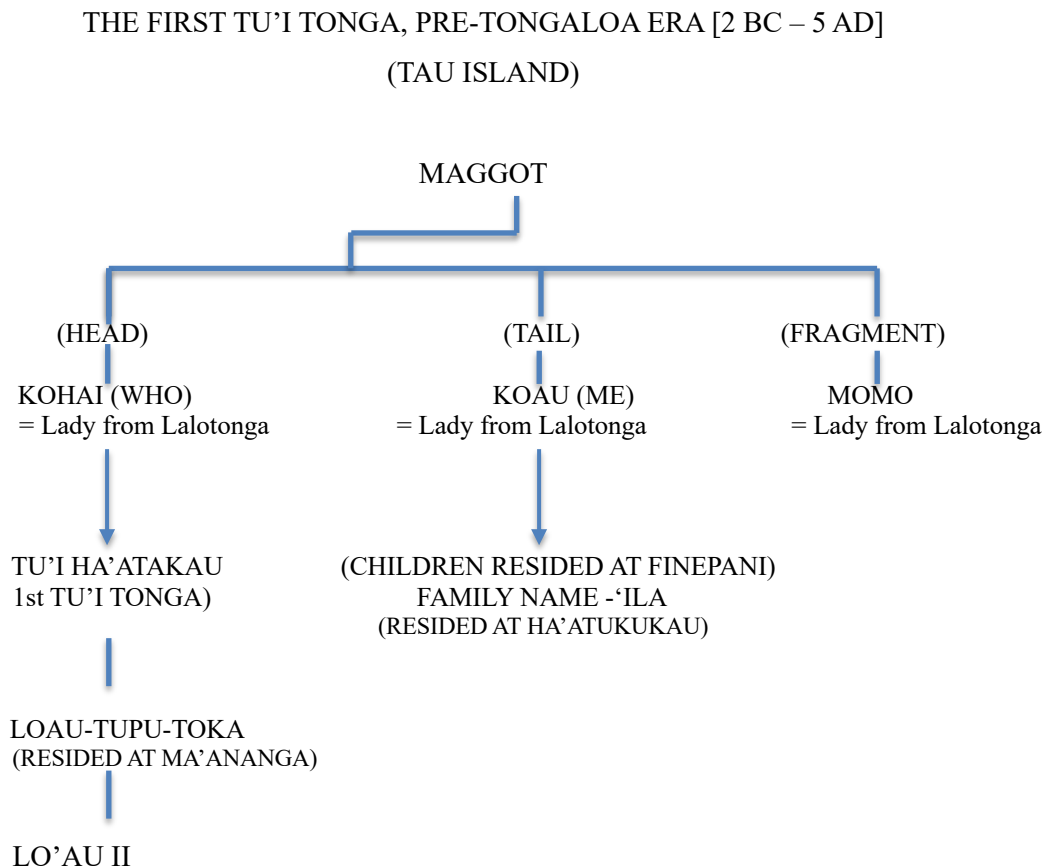 THE FIRST TU’I TONGA, PRE-TONGALOA ERA [2 BC – 5 AD]
(TAU ISLAND)
MAGGOT
(HEAD)
(TAIL)
(FRAGMENT)
KOHAI (WHO)
= Lady from Lalotonga
KOAU (ME)
= Lady from Lalotonga
MOMO
= Lady from Lalotonga
TU’I HA’ATAKAU
1st TU’I TONGA)
(CHILDREN RESIDED AT FINEPANI)
FAMILY NAME -‘ILA
(RESIDED AT HA’ATUKUKAU)
LOAU-TUPU-TOKA
(RESIDED AT MA’ANANGA)
LO’AU II